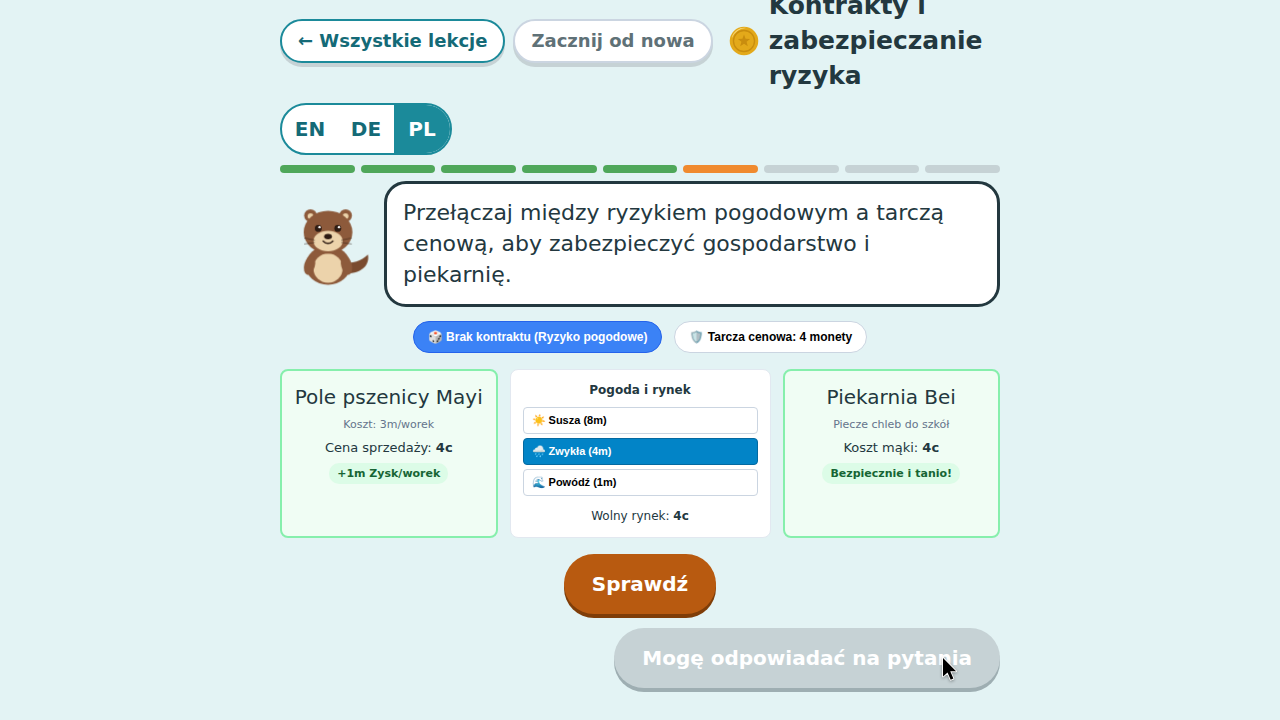 ← Wszystkie lekcje
Zacznij od nowa
Kontrakty i
zabezpieczanie
ryzyka
EN DE PL
Przełączaj między ryzykiem pogodowym a tarczą
cenową, aby zabezpieczyć gospodarstwo i
piekarnię.
🎲 Brak kontraktu (Ryzyko pogodowe)
🛡️ Tarcza cenowa: 4 monety
Pole pszenicy Mayi
Koszt: 3m/worek
Cena sprzedaży: 4c
+1m Zysk/worek
Pogoda i rynek
☀️ Susza (8m)
🌧️ Zwykła (4m)
🌊 Powódź (1m)
Wolny rynek: 4c
Piekarnia Bei
Piecze chleb do szkół
Koszt mąki: 4c
Bezpiecznie i tanio!
Sprawdź
Mogę odpowiadać na pytania